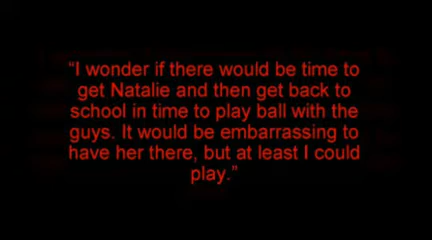 “I wonder if there would be time to
get Natalie and then get back to
school in time to play ball with the
guys. It would be embarrassing to
have her there, but at least I could
play.”